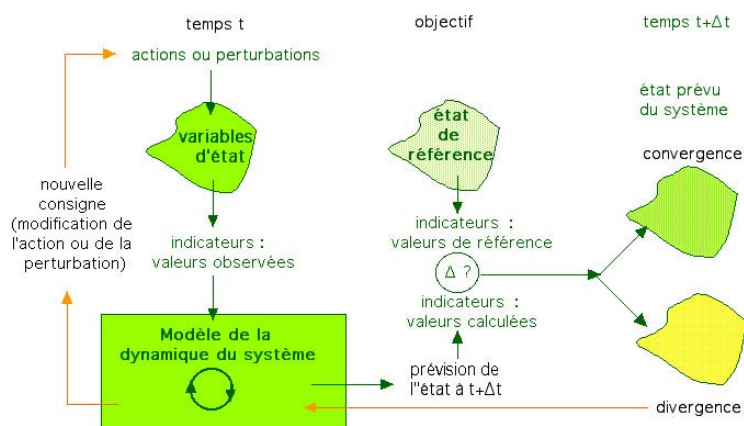 temps t
actions ou perturbations
variables
d'état
indicateurs :
valeurs observées
nouvelle
consigne
(modification de
l'action ou de la
perturbation)
Modèle de la
dynamique du système
objectif
état
de
référence
indicateurs :
valeurs de référence
Δ ?
indicateurs :
valeurs calculées
prévision de
l"état à t+Δt
temps t+Δt
état prévu
du système
convergence
divergence